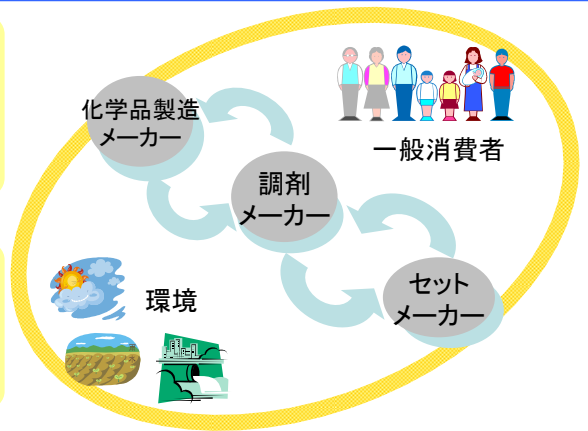 化学品製造
メーカー
一般消費者
調剤
メーカー
セット
メーカー
環境